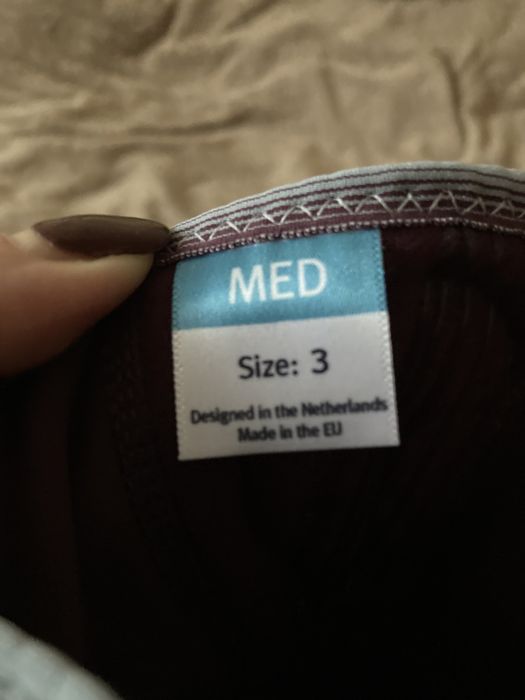 MED
Size: 3
Designed in the Netherlands
Made in the EU